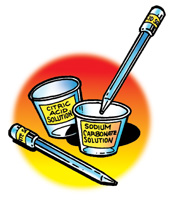 CITRIC
ACID
SOLUTION
SODIUM
CARBONATE
SOLUTION